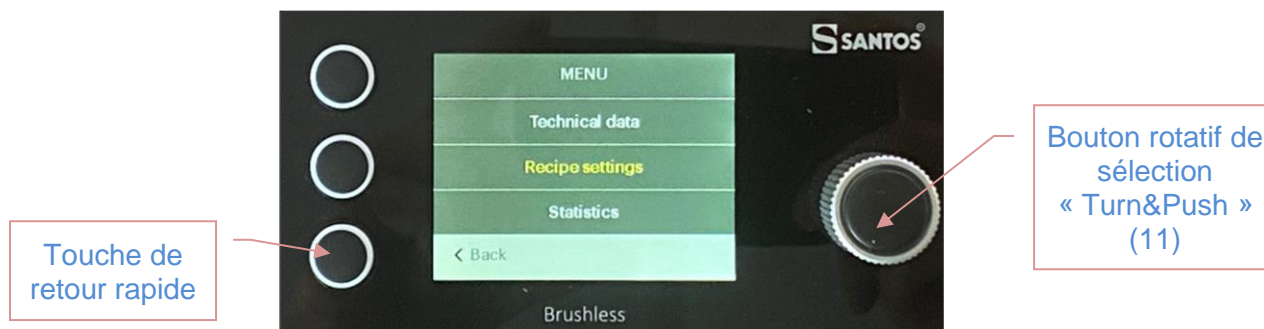 SANTOS®
MENU
Technical data
Recipe settings
Statistics
< Back
Brushless
Touche de
retour rapide
Bouton rotatif de
sélection
« Turn&Push »
(11)